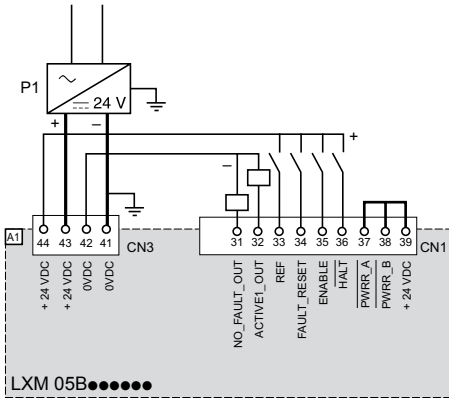 P1
24 V
+
–
+
–
A1
44
43
42
41
CN3
31
32
33
34
35
36
37
38
39
CN1
+ 24 VDC
+ 24 VDC
0VDC
0VDC
NO_FAULT_OUT
ACTIVE1_OUT
REF
FAULT_RESET
ENABLE
HALT
PWRR_A
PWRR_B
+ 24 VDC
LXM 05B●●●●●●